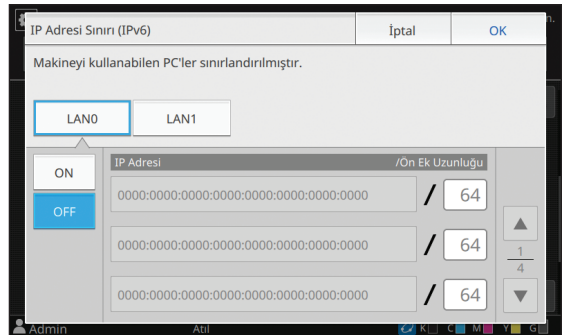 IP Adresi Sınırı (IPv6)
İptal
OK
n.
Makineyi kullanabilen PC'ler sınırlandırılmıştır.
LAN0
LAN1
ON
OFF
IP Adresi
/Ön Ek Uzunluğu
0000:0000:0000:0000:0000:0000:0000:0000
/
64
0000:0000:0000:0000:0000:0000:0000:0000
/
64
0000:0000:0000:0000:0000:0000:0000:0000
/
64
1
4
Admin
Atıl
K
C
M
Y
G